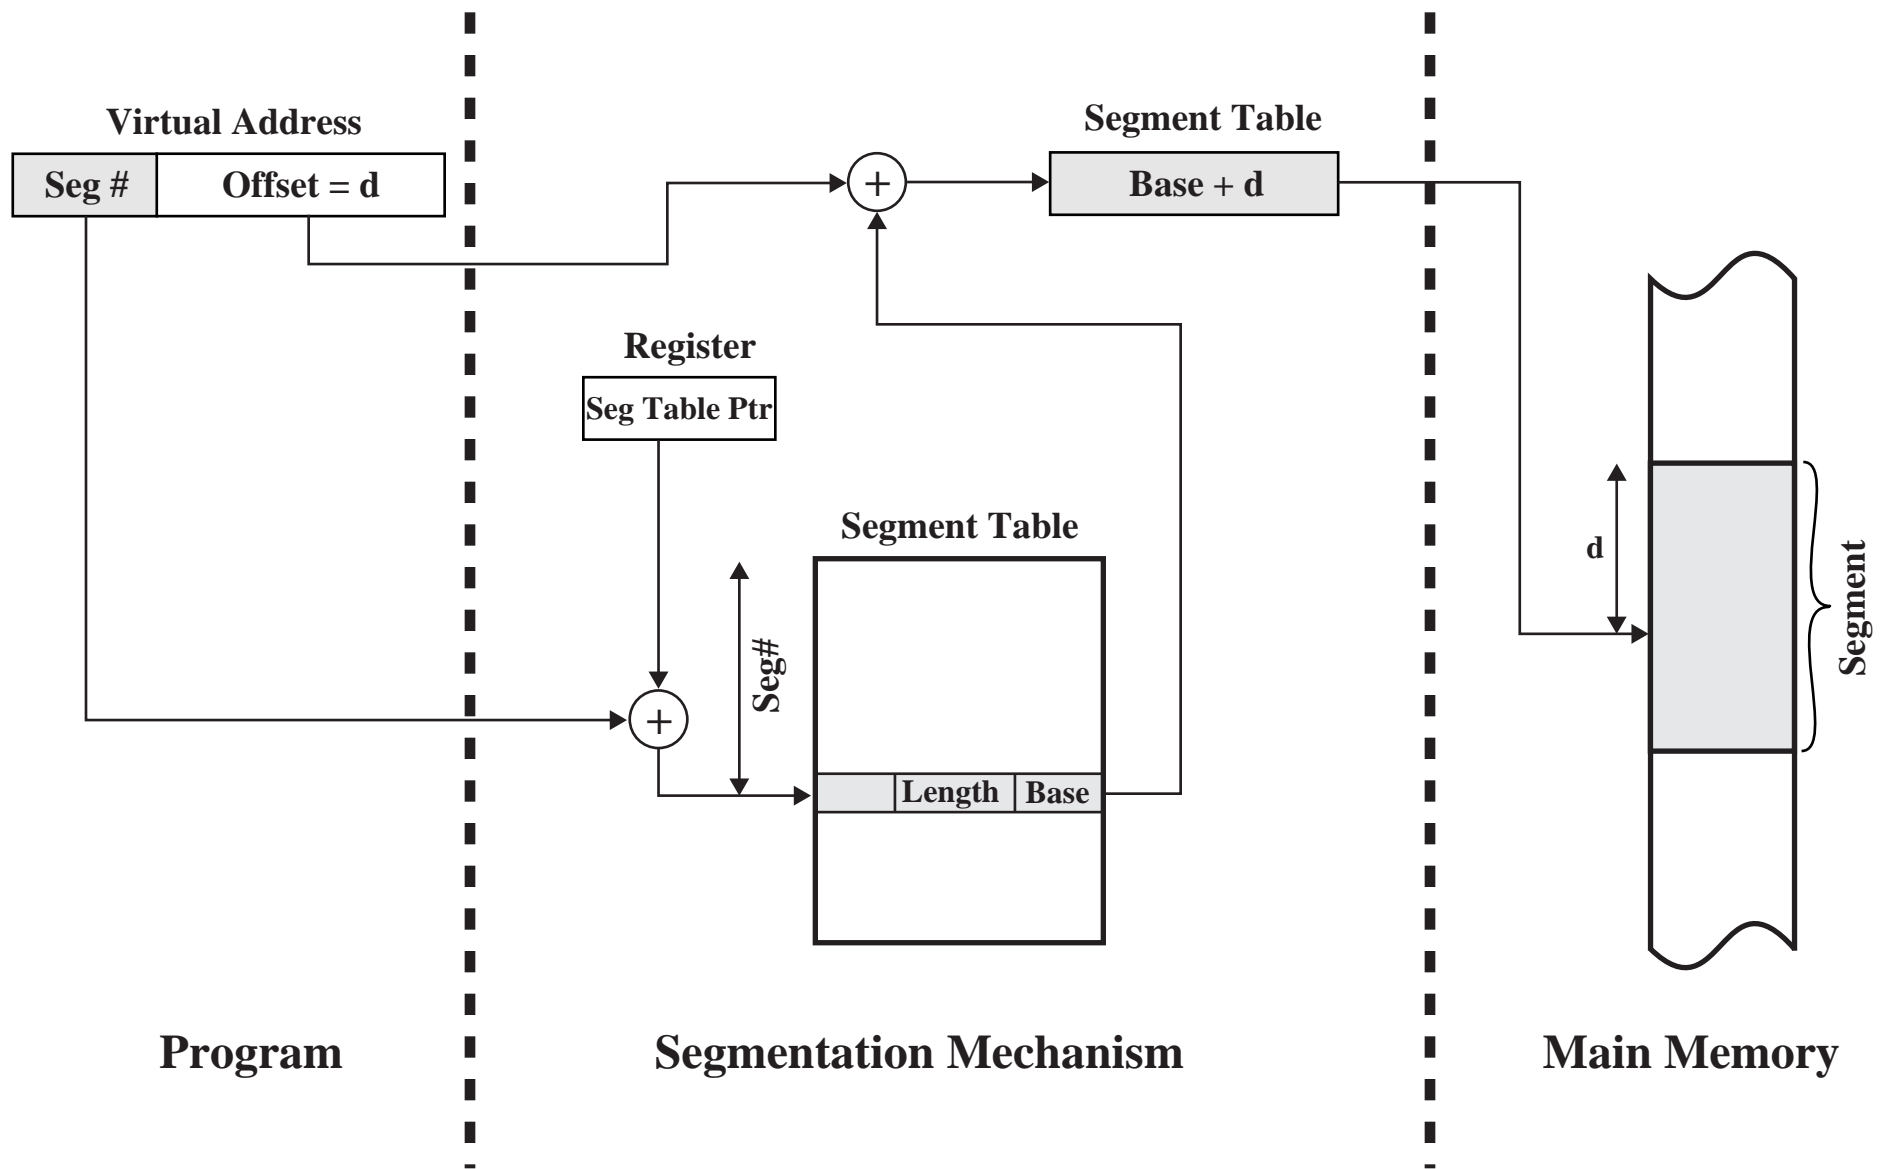 Virtual Address
Seg #
Offset = d
+
Segment Table
Base + d
Register
Seg Table Ptr
+
Seg#
Segment Table
Length
Base
d
Segment
Program
Segmentation Mechanism
Main Memory